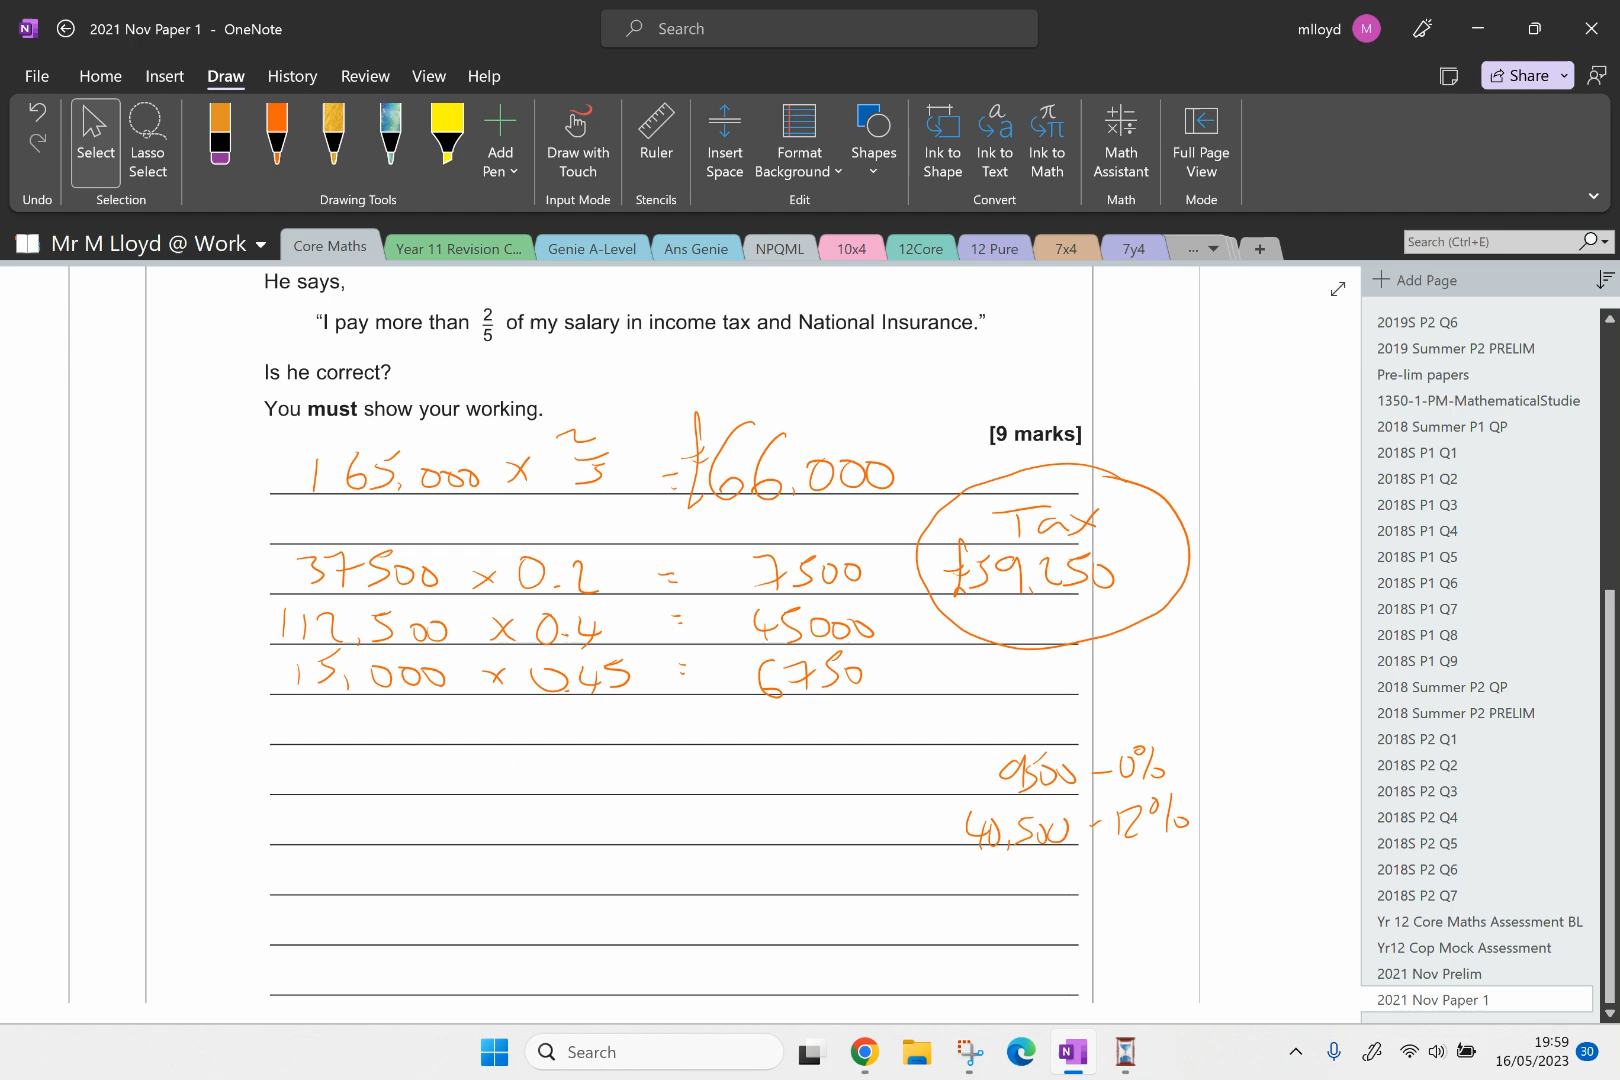 2021 Nov Paper 1 - OneNote
Search
mlloyd
M
File Home Insert Draw History Review View Help
Share
Select
Lasso Select
Add Pen
Draw with Touch
Ruler
Insert Space
Format Background
Shapes
Ink to Shape
Ink to Text
Ink to Math
Math Assistant
Full Page View
Undo Selection Drawing Tools Input Mode Stencils Edit Convert Math Mode
Mr M Lloyd @ Work
Core Maths Year 11 Revision C... Genie A-Level Ans Genie NPQML 10x4 12Core 12 Pure 7x4 7y4 ...
Search (Ctrl+E)
He says,
“I pay more than 2/5 of my salary in income tax and National Insurance.”
Is he correct?
You must show your working.
[9 marks]
165,000 x 2/5 = £66,000
Tax
£59,250
37500 x 0.2 = 7500
112,500 x 0.4 = 45000
15,000 x 0.45 = 6750
9500 - 0%
40,500 - 12%
Add Page
2019S P2 Q6
2019 Summer P2 PRELIM
Pre-lim papers
1350-1-PM-MathematicalStudie
2018 Summer P1 QP
2018S P1 Q1
2018S P1 Q2
2018S P1 Q3
2018S P1 Q4
2018S P1 Q5
2018S P1 Q6
2018S P1 Q7
2018S P1 Q8
2018S P1 Q9
2018 Summer P2 QP
2018 Summer P2 PRELIM
2018S P2 Q1
2018S P2 Q2
2018S P2 Q3
2018S P2 Q4
2018S P2 Q5
2018S P2 Q6
2018S P2 Q7
Yr 12 Core Maths Assessment BL
Yr12 Cop Mock Assessment
2021 Nov Prelim
2021 Nov Paper 1
Search
19:59
16/05/2023
30